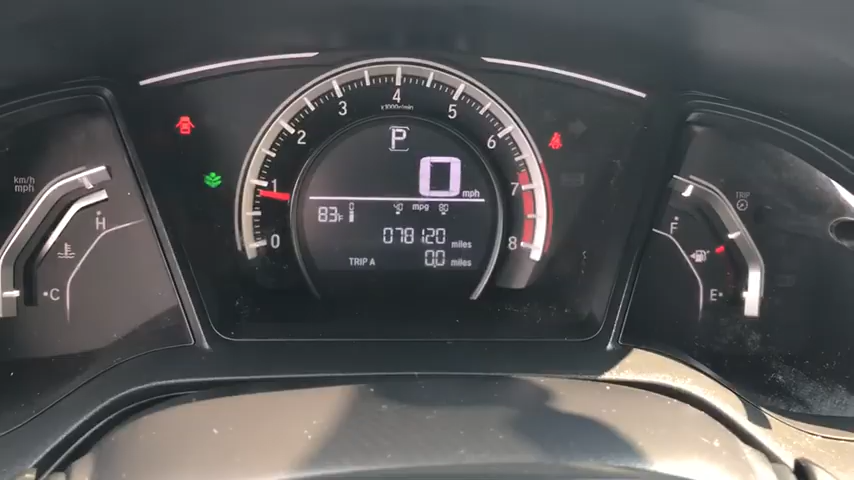 km/h
mph
H
C
0
1
2
3
4
5
6
7
8
x1000r/min
P
0 mph
83°F
0 40 mpg 80
078120 miles
TRIP A 0.0 miles
TRIP
F
E